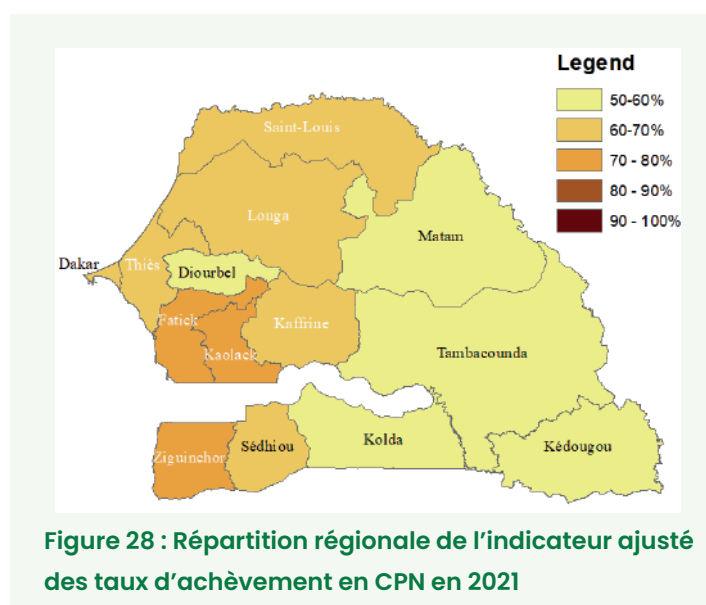 Legend
50-60%
60-70%
70 - 80%
80 - 90%
90 - 100%
Saint-Louis
Louga
Matam
Dakar
Thiès
Diourbel
Fatick
Kaffrine
Kaolack
Tambacounda
Ziguinchor
Sédhiou
Kolda
Kédougou
Figure 28 : Répartition régionale de l’indicateur ajusté
des taux d’achèvement en CPN en 2021